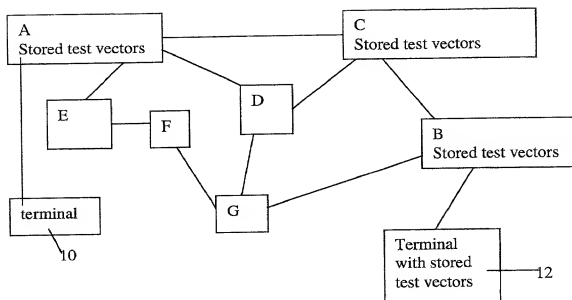 A
Stored test vectors
C
Stored test vectors
E
F
D
B
Stored test vectors
terminal
G
10
Terminal
with stored
test vectors
12